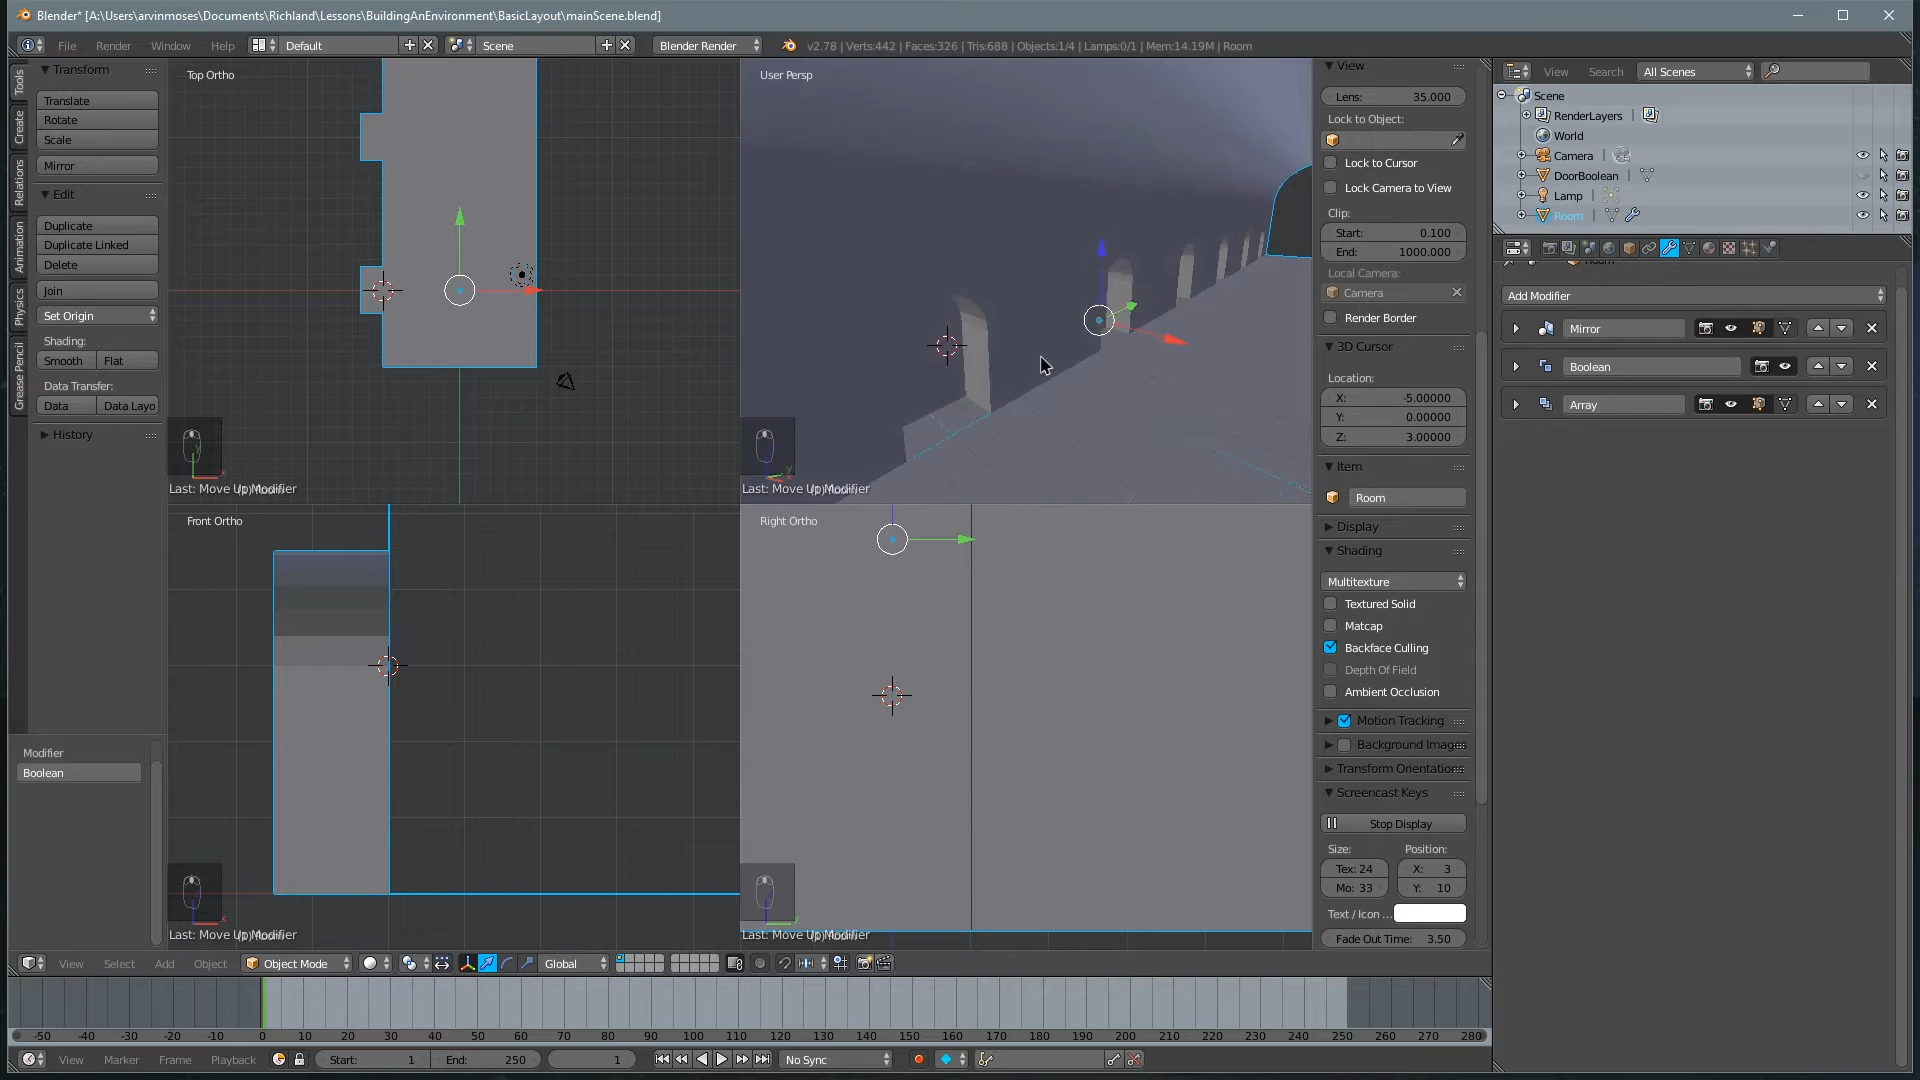 Blender* [A:\Users\arvinmoses\Documents\Richland\Lessons\BuildingAnEnvironment\BasicLayout\mainScene.blend]
File Render Window Help Default Scene Blender Render v2.78 | Verts:442 | Faces:326 | Tris:688 | Objects:1/4 | Lamps:0/1 | Mem:14.19M | Room
Tools
Create
Relations
Animation
Physics
Grease Pencil
Transform
Translate
Rotate
Scale
Mirror
Edit
Duplicate
Duplicate Linked
Delete
Join
Set Origin
Shading:
Smooth Flat
Data Transfer:
Data Data Layo
History
Modifier
Boolean
Top Ortho
Last: Move Up Modifier
User Persp
Last: Move Up Modifier
Front Ortho
Last: Move Up Modifier
Right Ortho
Last: Move Up Modifier
View
Lens: 35.000
Lock to Object:
Lock to Cursor
Lock Camera to View
Clip:
Start: 0.100
End: 1000.000
Local Camera:
Camera
Render Border
3D Cursor
Location:
X: -5.00000
Y: 0.00000
Z: 3.00000
Item
Room
Display
Shading
Multitexture
Textured Solid
Matcap
Backface Culling
Depth Of Field
Ambient Occlusion
Motion Tracking
Background Images
Transform Orientations
Screencast Keys
Stop Display
Size: Position:
Tex: 24 X: 3
Mo: 33 Y: 10
Text / Icon ...
Fade Out Time: 3.50
View Search All Scenes
Scene
RenderLayers
World
Camera
DoorBoolean
Lamp
Room
Add Modifier
Mirror
Boolean
Array
View Select Add Object Object Mode Global
-50 -40 -30 -20 -10 0 10 20 30 40 50 60 70 80 90 100 110 120 130 140 150 160 170 180 190 200 210 220 230 240 250 260 270 280
View Marker Frame Playback Start: 1 End: 250 1 No Sync